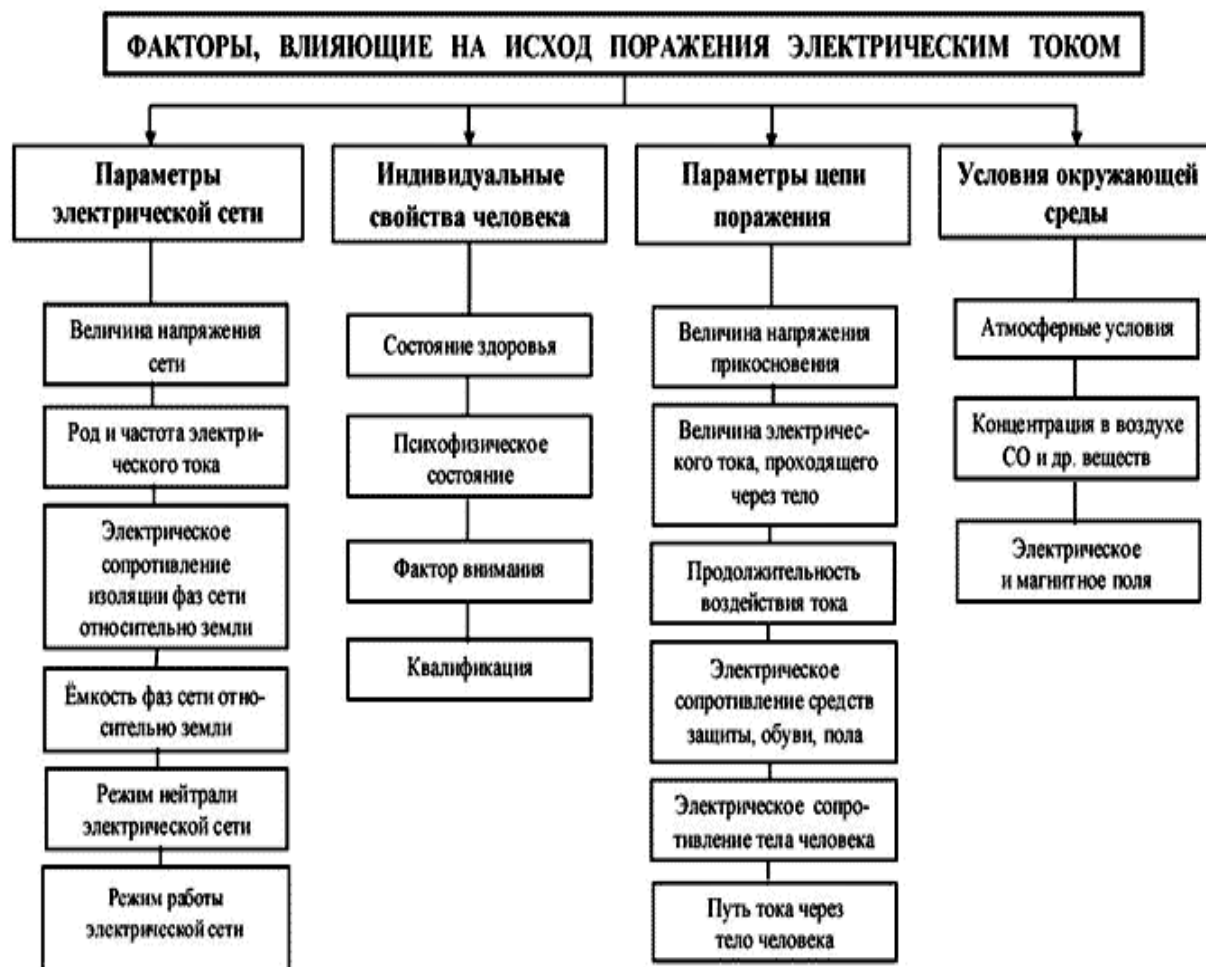 ФАКТОРЫ, ВЛИЯЮЩИЕ НА ИСХОД ПОРАЖЕНИЯ ЭЛЕКТРИЧЕСКИМ ТОКОМ
Параметры
электрической сети
Величина напряжения
сети
Род и частота электри-
ческого тока
Электрическое
сопротивление
изоляции фаз сети
относительно земли
Ёмкость фаз сети отно-
сительно земли
Режим нейтрали
электрической сети
Режим работы
электрической сети
Индивидуальные
свойства человека
Состояние здоровья
Психофизическое
состояние
Фактор внимания
Квалификация
Параметры цепи
поражения
Величина напряжения
прикосновения
Величина электричес-
кого тока, проходящего
через тело
Продолжительность
воздействия тока
Электрическое
сопротивление средств
защиты, обуви, пола
Электрическое сопро-
тивление тела человека
Путь тока через
тело человека
Условия окружающей
среды
Атмосферные условия
Концентрация в воздухе
СО и др. веществ
Электрическое
и магнитное поля